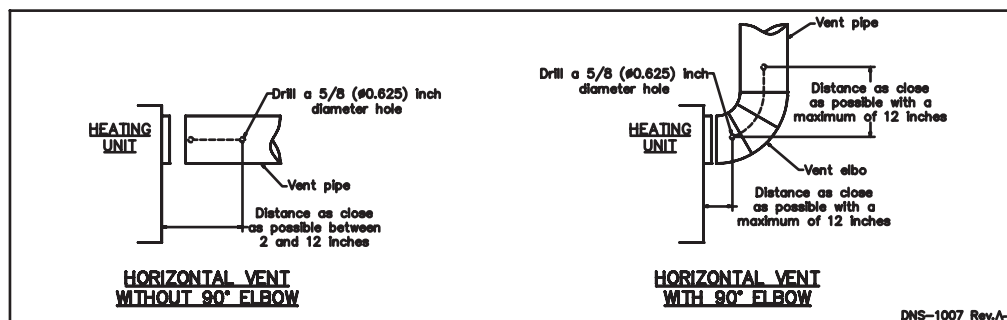 Drill a 5/8 (ø0.625) inch
diameter hole
HEATING
UNIT
Vent pipe
Distance as close
as possible between
2 and 12 inches
HORIZONTAL VENT
WITHOUT 90° ELBOW
Vent pipe
Drill a 5/8 (ø0.625) inch
diameter hole
Distance as close
as possible with a
maximum of 12 inches
HEATING
UNIT
Vent elbo
Distance as close
as possible with a
maximum of 12 inches
HORIZONTAL VENT
WITH 90° ELBOW
DNS-1007 Rev.A-